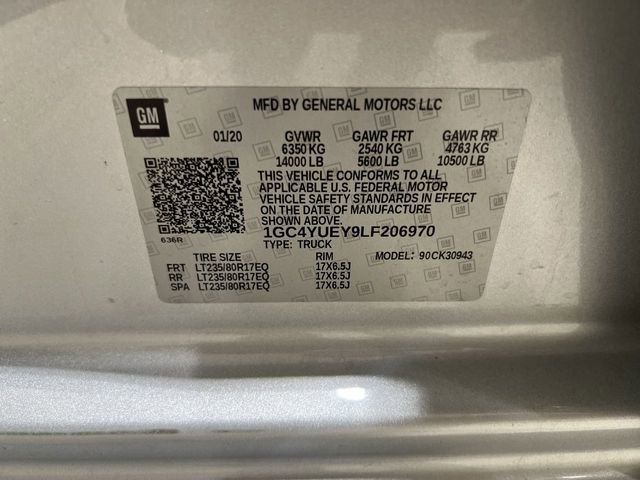 GM
MFD BY GENERAL MOTORS LLC
01/20 GVWR GAWR FRT GAWR RR
6350 KG 2540 KG 4763 KG
14000 LB 5600 LB 10500 LB
THIS VEHICLE CONFORMS TO ALL
APPLICABLE U.S. FEDERAL MOTOR
VEHICLE SAFETY STANDARDS IN EFFECT
ON THE DATE OF MANUFACTURE
SHOWN ABOVE.
1GC4YUEY9LF206970
636R
TYPE: TRUCK
TIRE SIZE RIM MODEL: 90CK30943
FRT LT235/80R17EQ 17X6.5J
RR LT235/80R17EQ 17X6.5J
SPA LT235/80R17EQ 17X6.5J